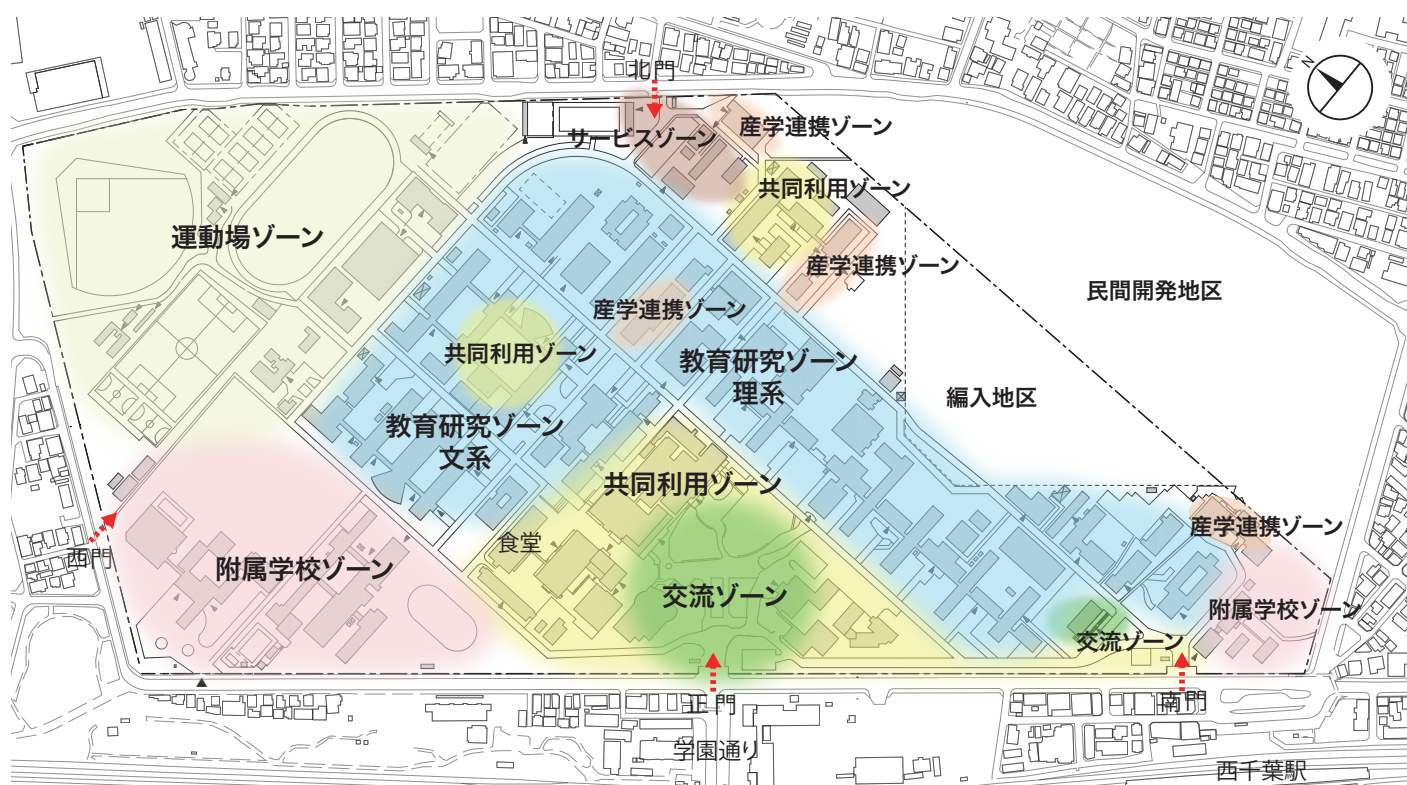 北門
N
サービスゾーン
産学連携ゾーン
共同利用ゾーン
運動場ゾーン
産学連携ゾーン
民間開発地区
産学連携ゾーン
共同利用ゾーン
教育研究ゾーン
理系
編入地区
教育研究ゾーン
文系
共同利用ゾーン
産学連携ゾーン
食堂
西門
附属学校ゾーン
交流ゾーン
附属学校ゾーン
交流ゾーン
正門
南門
学園通り
西千葉駅